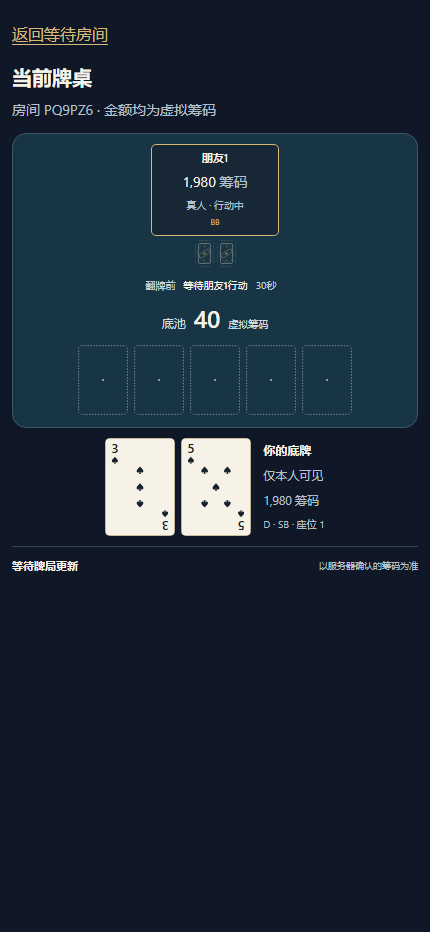 返回等待房间
当前牌桌
房间 PQ9PZ6 · 金额均为虚拟筹码
朋友1
1,980 筹码
真人 · 行动中
BB
翻牌前 等待朋友1行动 30秒
底池 40 虚拟筹码
3 5 你的底牌
仅本人可见
1,980 筹码
D · SB · 座位 1
3 5
等待牌局更新 以服务器确认的筹码为准